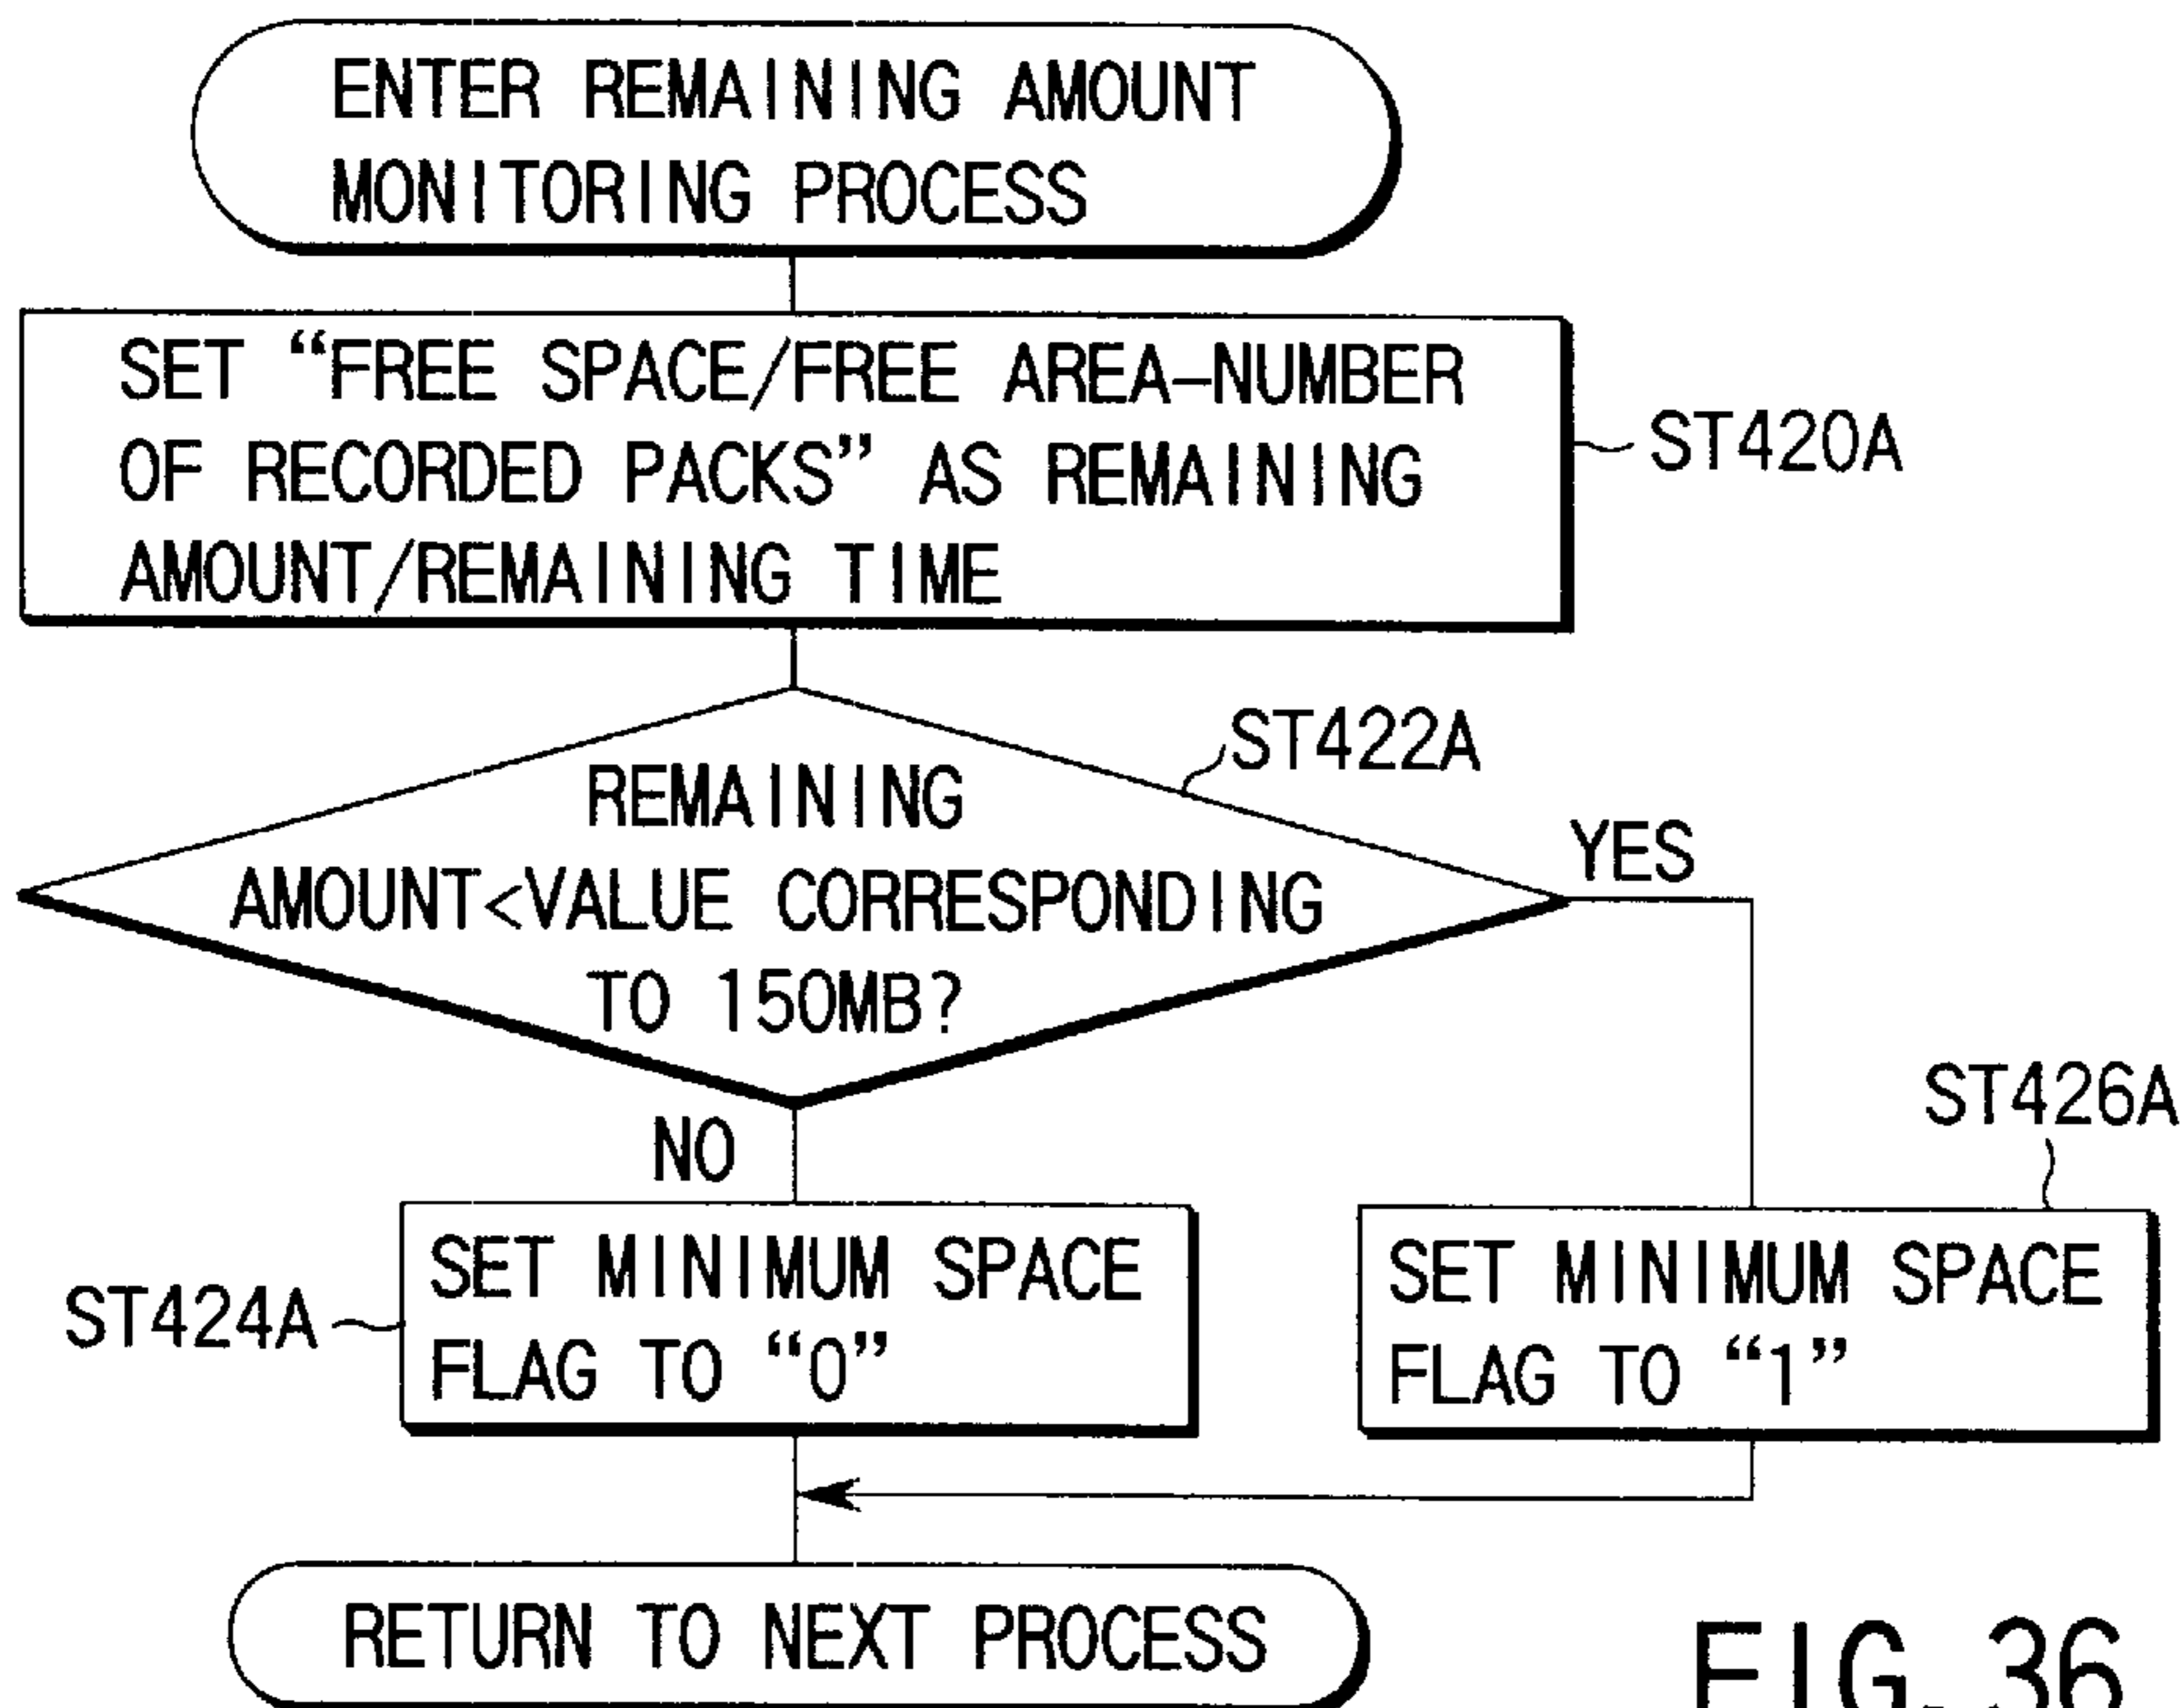 ENTER REMAINING AMOUNT
MONITORING PROCESS
SET “FREE SPACE/FREE AREA–NUMBER
OF RECORDED PACKS” AS REMAINING
AMOUNT/REMAINING TIME
ST420A
ST422A
REMAINING
AMOUNT<VALUE CORRESPONDING
TO 150MB?
YES
NO
ST426A
SET MINIMUM SPACE
FLAG TO “0”
ST424A
SET MINIMUM SPACE
FLAG TO “1”
RETURN TO NEXT PROCESS
FIG. 36